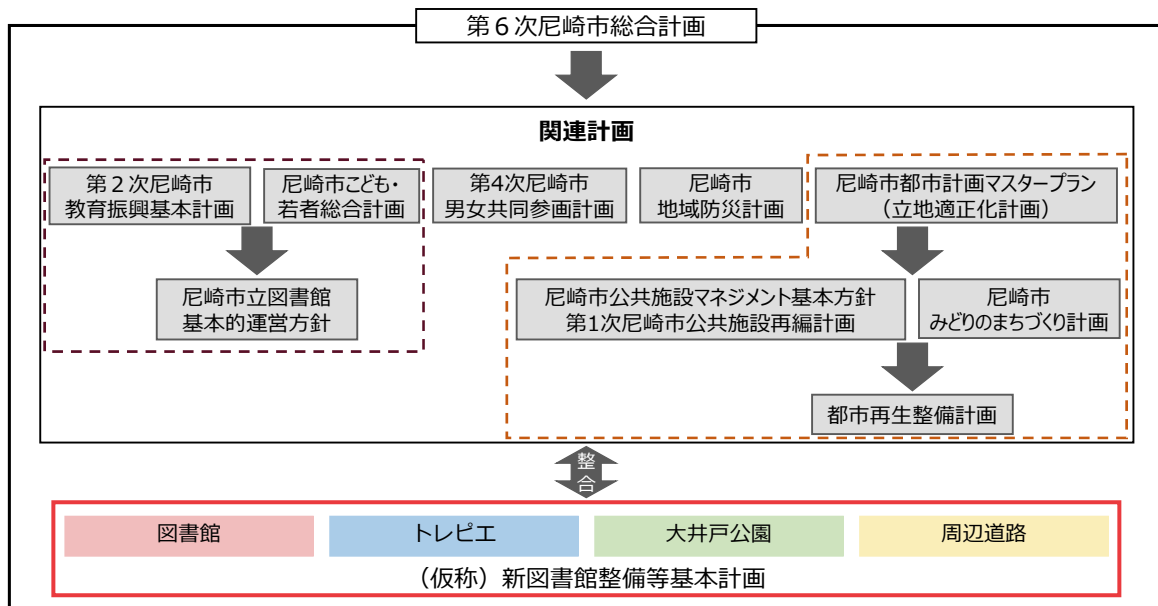 第６次尼崎市総合計画
関連計画
第２次尼崎市
教育振興基本計画
尼崎市こども・
若者総合計画
第4次尼崎市
男女共同参画計画
尼崎市
地域防災計画
尼崎市都市計画マスタープラン
（立地適正化計画）
尼崎市立図書館
基本的運営方針
尼崎市公共施設マネジメント基本方針
第1次尼崎市公共施設再編計画
尼崎市
みどりのまちづくり計画
都市再生整備計画
整
合
図書館
トレピエ
大井戸公園
周辺道路
（仮称）新図書館整備等基本計画